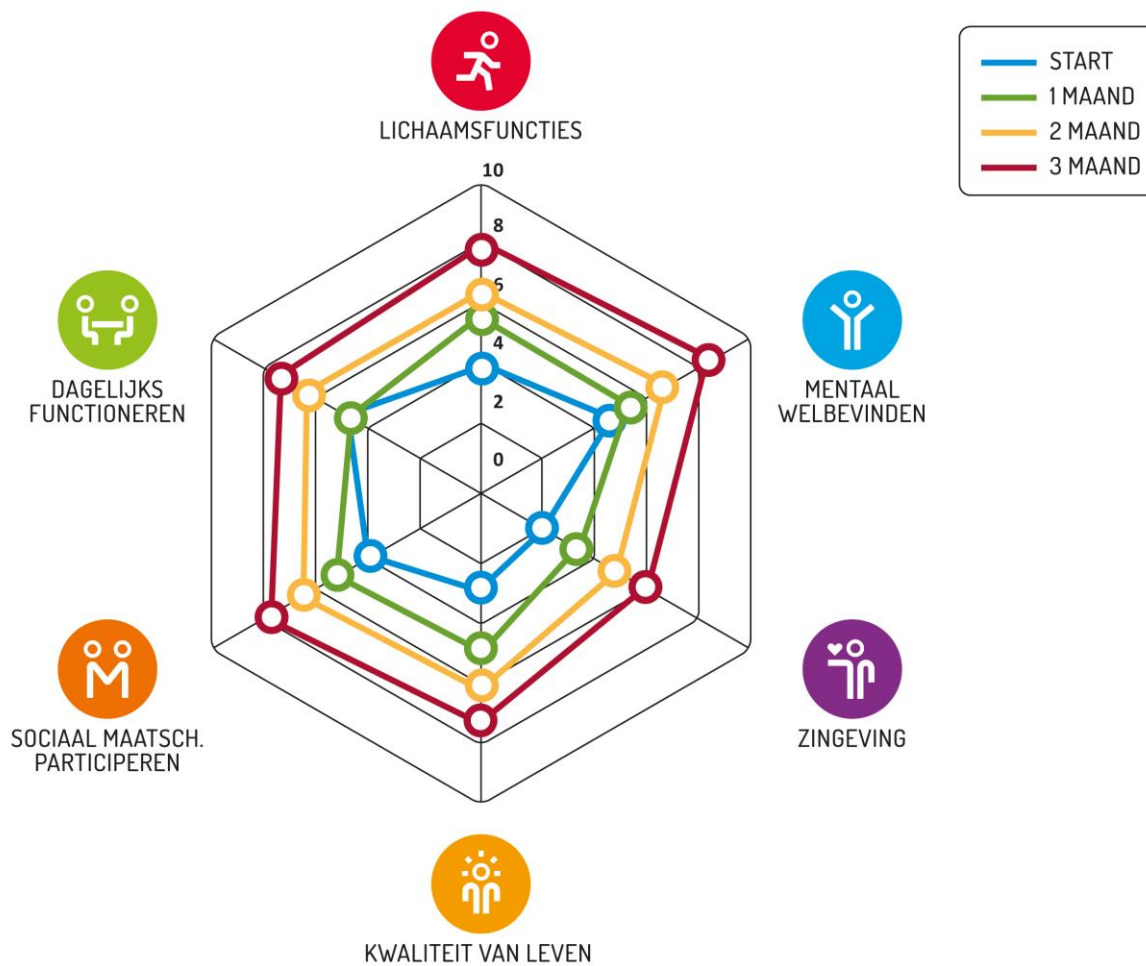 START
1 MAAND
2 MAAND
3 MAAND
LICHAAMSFUNCTIES
10
8
6
4
2
0
DAGELIJKS
FUNCTIONEREN
MENTAAL
WELBEVINDEN
SOCIAAL MAATSCH.
PARTICIPEREN
ZINGEVING
KWALITEIT VAN LEVEN